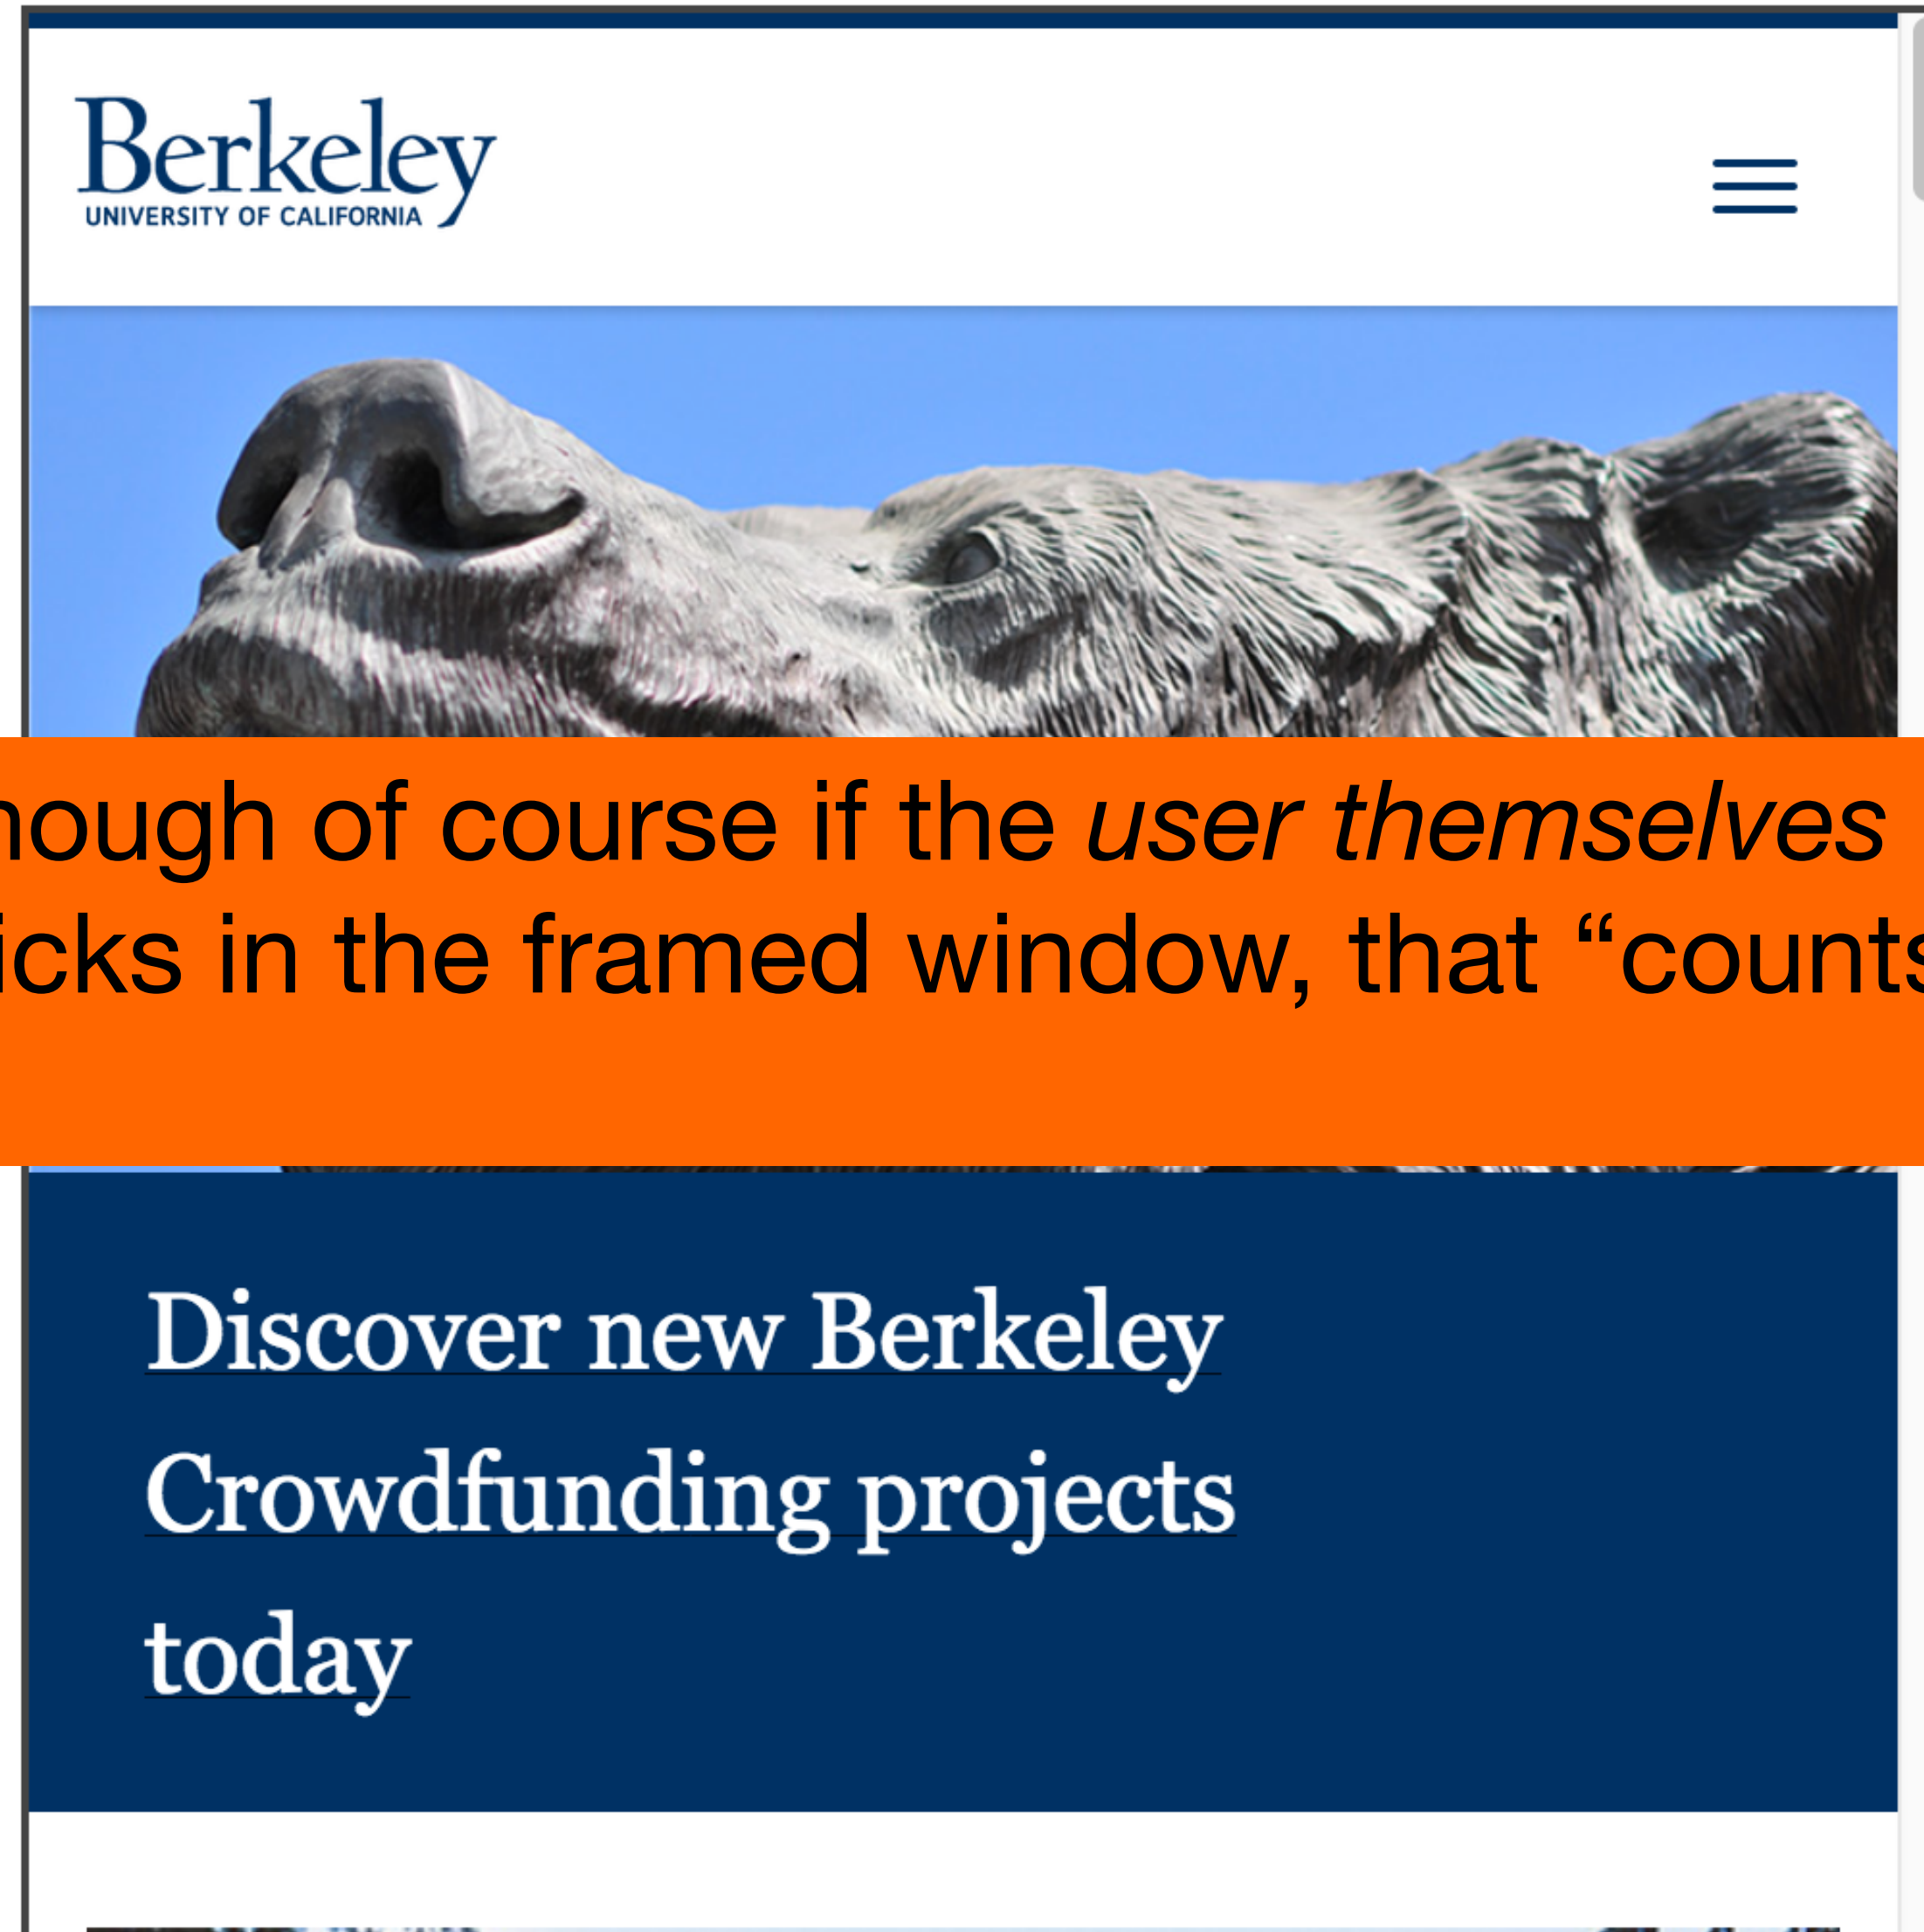 Berkeley
UNIVERSITY OF CALIFORNIA
nough of course if the user themselves
icks in the framed window, that “counts
Discover new Berkeley
Crowdfunding projects
today